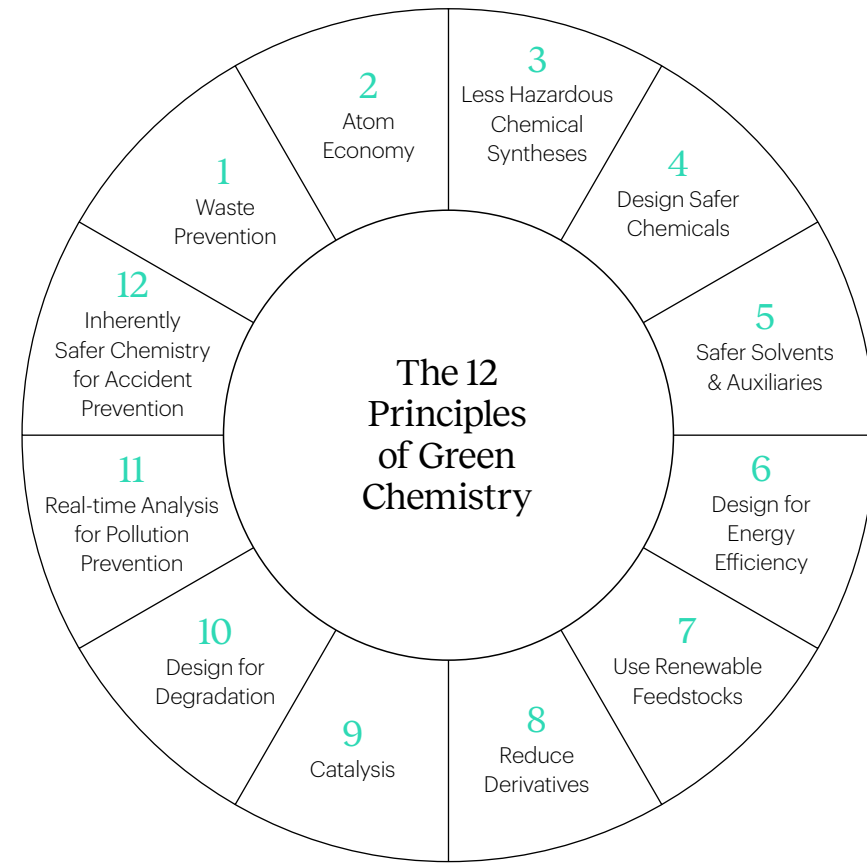 The 12
Principles
of Green
Chemistry
1
Waste
Prevention
2
Atom
Economy
3
Less Hazardous
Chemical
Syntheses
4
Design Safer
Chemicals
5
Safer Solvents
& Auxiliaries
6
Design for
Energy
Efficiency
7
Use Renewable
Feedstocks
8
Reduce
Derivatives
9
Catalysis
10
Design for
Degradation
11
Real-time Analysis
for Pollution
Prevention
12
Inherently
Safer Chemistry
for Accident
Prevention